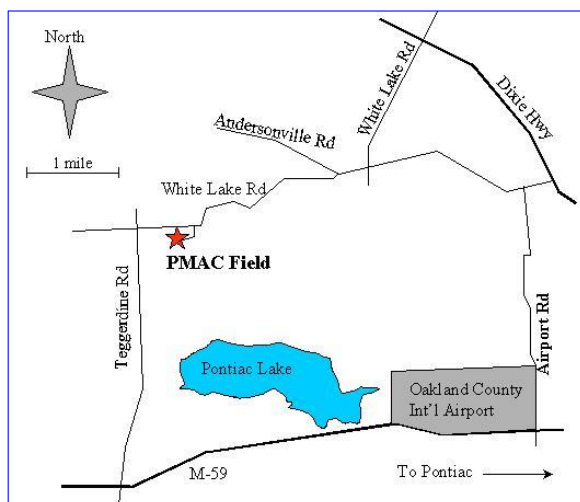 North
White Lake Rd
Dixie Hwy
Andersonville Rd
1 mile
White Lake Rd
PMAC Field
Teggerdine Rd
Airport Rd
Pontiac Lake
Oakland County
Int'l Airport
M-59
To Pontiac